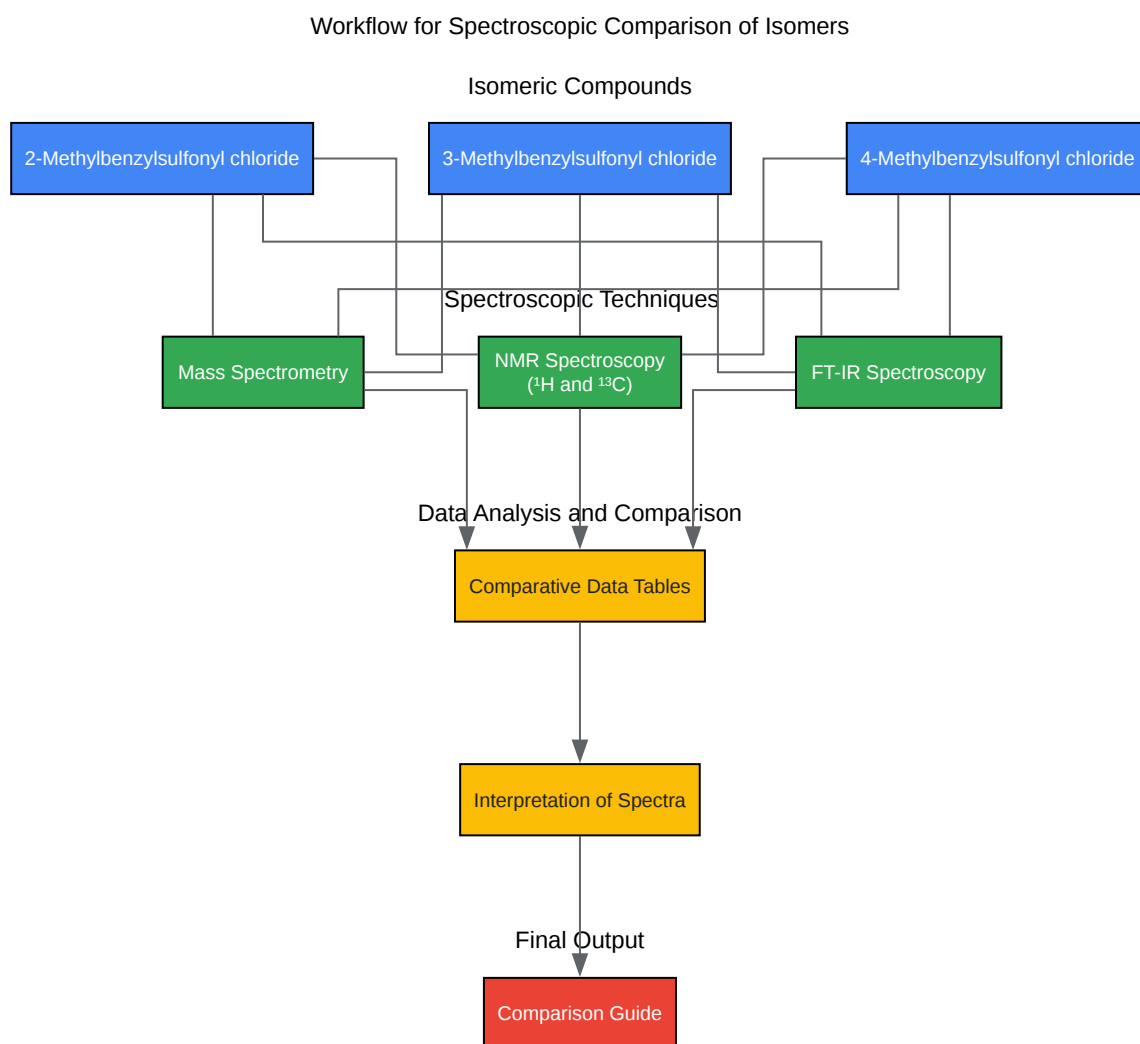 Workflow for Spectroscopic Comparison of Isomers
Isomeric Compounds
2-Methylbenzylsulfonyl chloride
3-Methylbenzylsulfonyl chloride
4-Methylbenzylsulfonyl chloride
Spectroscopic Techniques
Mass Spectrometry
NMR Spectroscopy
(¹H and ¹³C)
FT-IR Spectroscopy
Data Analysis and Comparison
Comparative Data Tables
Interpretation of Spectra
Final Output
Comparison Guide